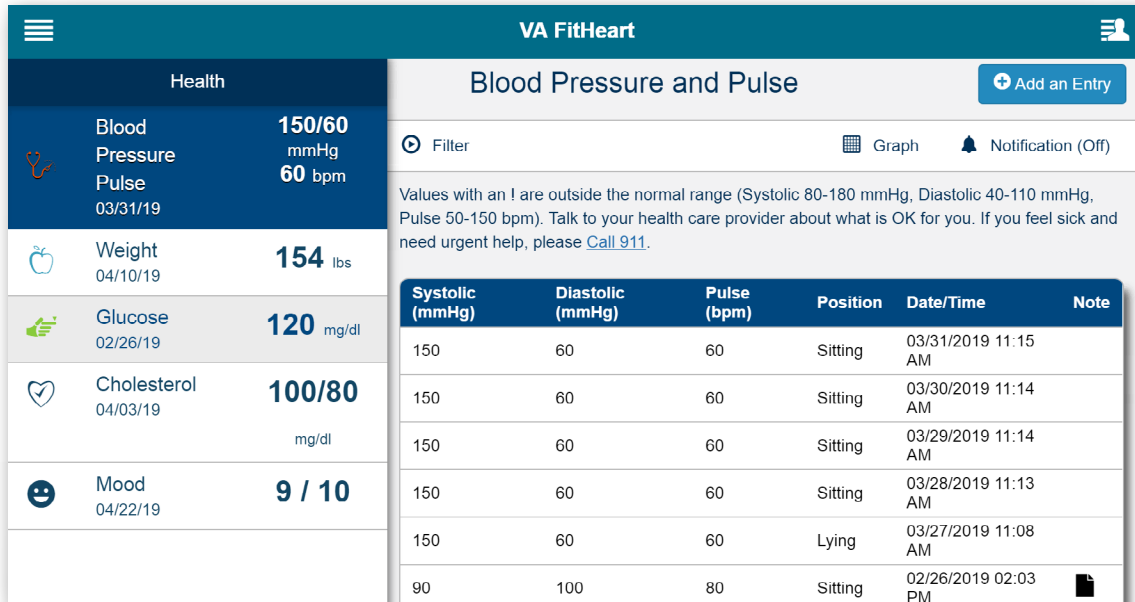 VA FitHeart
Health
Blood Pressure Pulse 03/31/19
150/60 mmHg
60 bpm
Weight 04/10/19
154 lbs
Glucose 02/26/19
120 mg/dl
Cholesterol 04/03/19
100/80 mg/dl
Mood 04/22/19
9 / 10
Blood Pressure and Pulse
Add an Entry
Filter
Graph
Notification (Off)
Values with an ! are outside the normal range (Systolic 80-180 mmHg, Diastolic 40-110 mmHg,
Pulse 50-150 bpm). Talk to your health care provider about what is OK for you. If you feel sick and
need urgent help, please Call 911.
Systolic (mmHg) Diastolic (mmHg) Pulse (bpm) Position Date/Time Note
150 60 60 Sitting 03/31/2019 11:15 AM
150 60 60 Sitting 03/30/2019 11:14 AM
150 60 60 Sitting 03/29/2019 11:14 AM
150 60 60 Sitting 03/28/2019 11:13 AM
150 60 60 Lying 03/27/2019 11:08 AM
90 100 80 Sitting 02/26/2019 02:03 PM